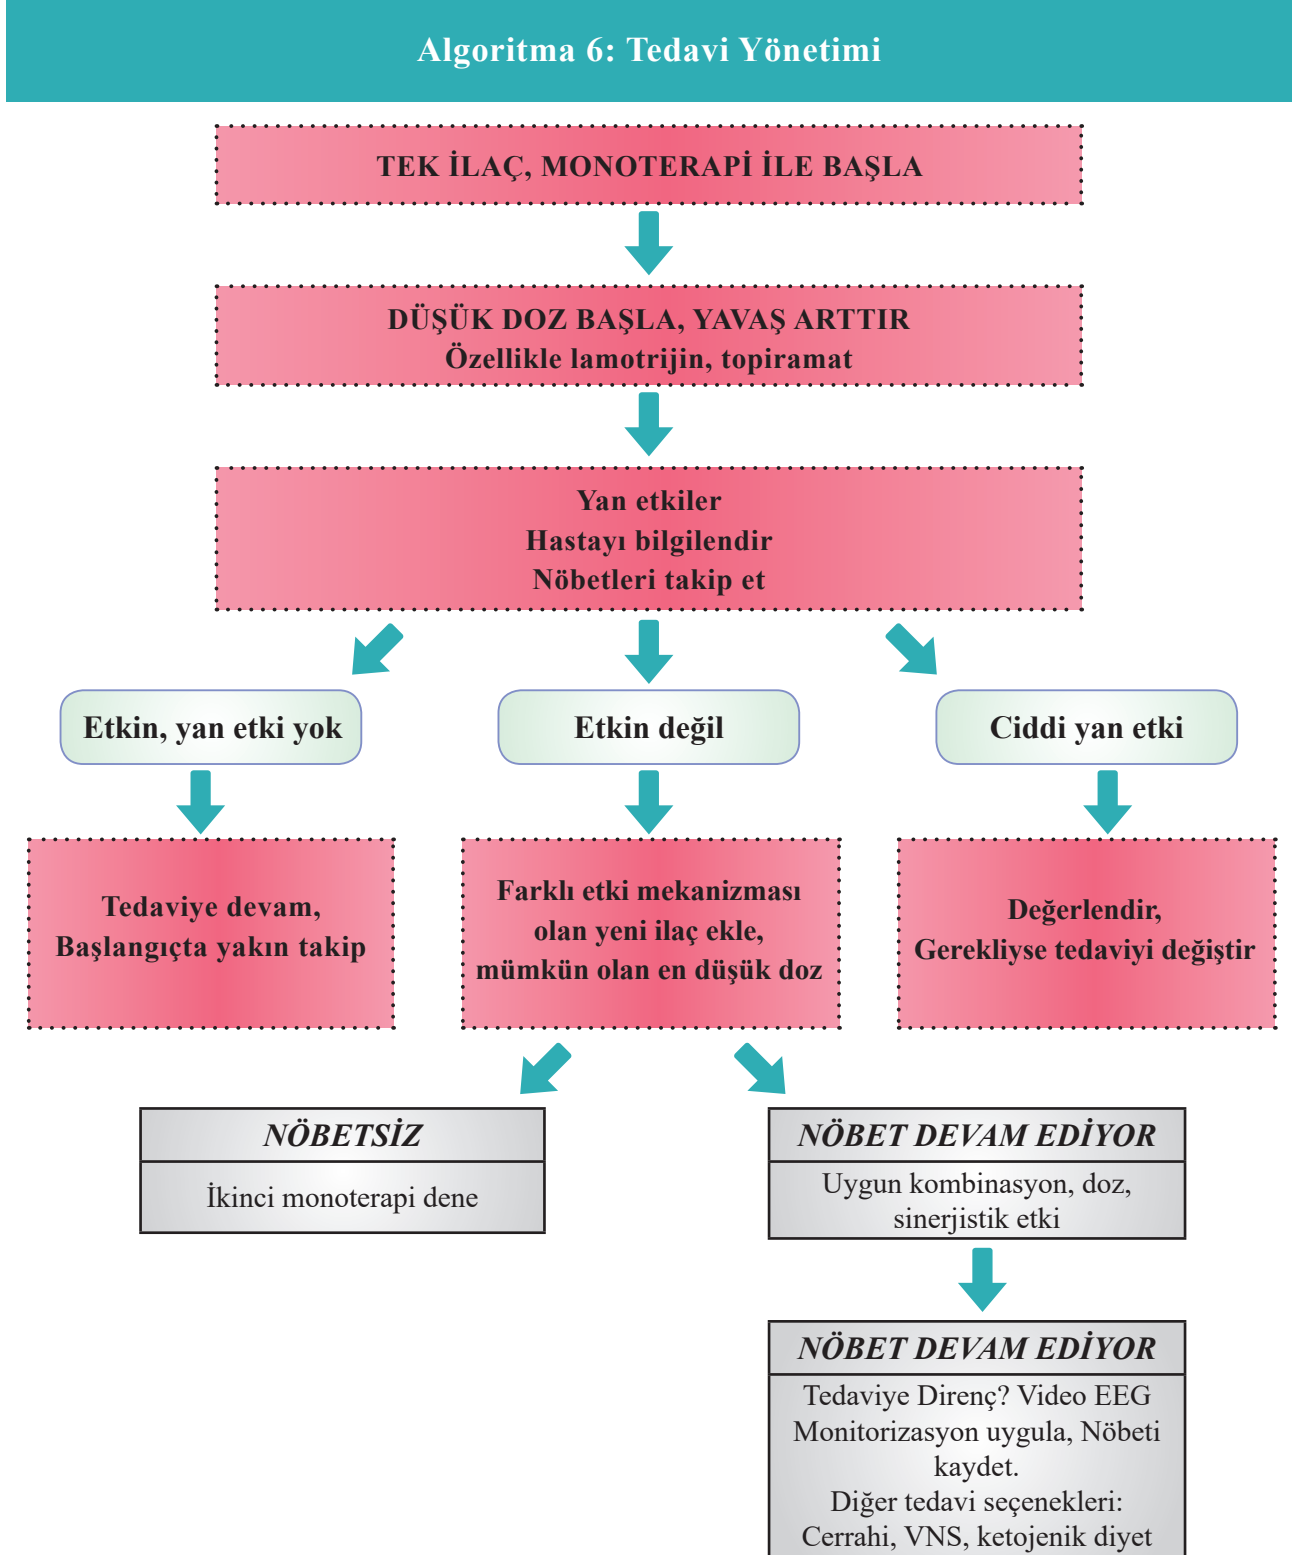 Algoritma 6: Tedavi Yönetimi
TEK İLAÇ, MONOTERAPİ İLE BAŞLA
DÜŞÜK DOZ BAŞLA, YAVAŞ ARTTIR
Özellikle lamotrijin, topiramat
Yan etkiler
Hastayı bilgilendir
Nöbetleri takip et
Etkin, yan etki yok
Etkin değil
Ciddi yan etki
Tedaviye devam,
Başlangıçta yakın takip
Farklı etki mekanizması
olan yeni ilaç ekle,
mümkün olan en düşük doz
Değerlendir,
Gerekliyse tedaviyi değiştir
NÖBETSİZ
İkinci monoterapi dene
NÖBET DEVAM EDİYOR
Uygun kombinasyon, doz,
sinerjistik etki
NÖBET DEVAM EDİYOR
Tedaviye Direnç? Video EEG
Monitorizasyon uygula, Nöbeti
kaydet.
Diğer tedavi seçenekleri:
Cerrahi, VNS, ketojenik diyet